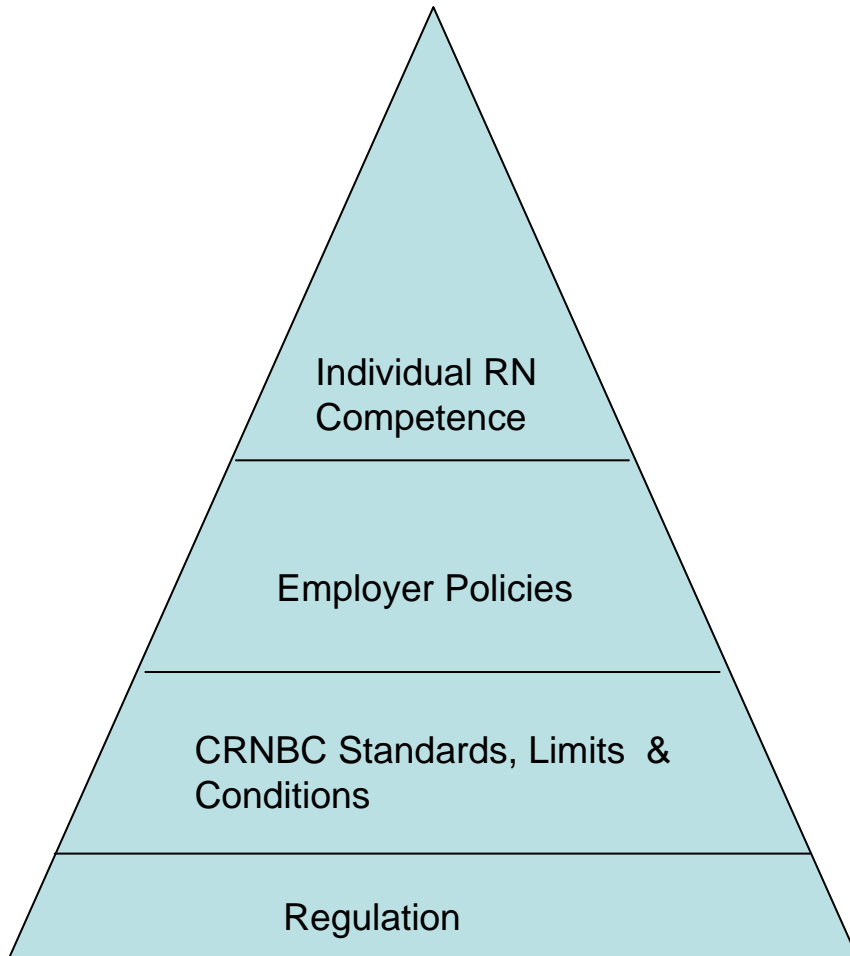 Individual RN
Competence
Employer Policies
CRNBC Standards, Limits &
Conditions
Regulation